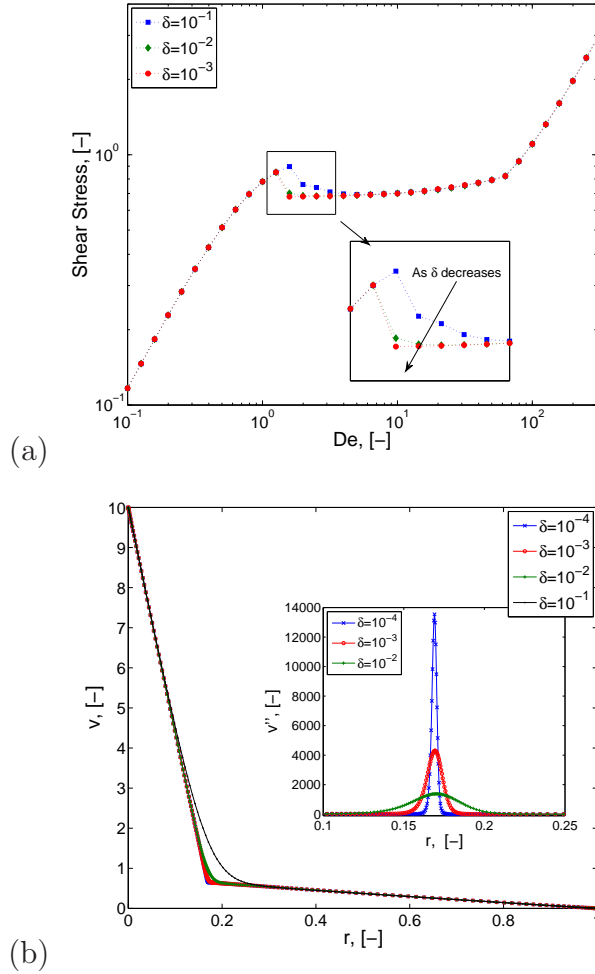 δ=10⁻¹
δ=10⁻²
δ=10⁻³
10⁰
10⁻¹
Shear Stress, [−]
As δ decreases
10⁻¹ 10⁰ 10¹ 10²
De, [−]
(a)
10
9
8
7
6
5
4
3
2
1
0
v, [−]
δ=10⁻⁴
δ=10⁻³
δ=10⁻²
δ=10⁻¹
14000
12000
10000
8000
6000
4000
2000
0
v'', [−]
δ=10⁻⁴
δ=10⁻³
δ=10⁻²
0.1 0.15 0.2 0.25
r, [−]
0 0.2 0.4 0.6 0.8
r, [−]
(b)